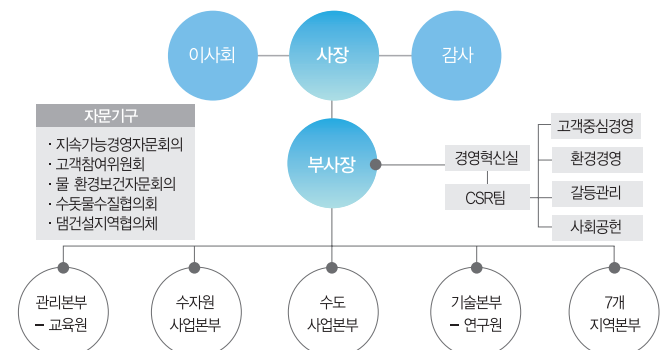 이사회
사장
감사
자문기구
· 지속가능경영자문회의
· 고객참여위원회
· 물 환경보건자문회의
· 수돗물수질협의회
· 댐건설지역협의체
부사장
경영혁신실
CSR팀
고객중심경영
환경경영
갈등관리
사회공헌
관리본부
– 교육원
수자원
사업본부
수도
사업본부
기술본부
– 연구원
7개
지역본부